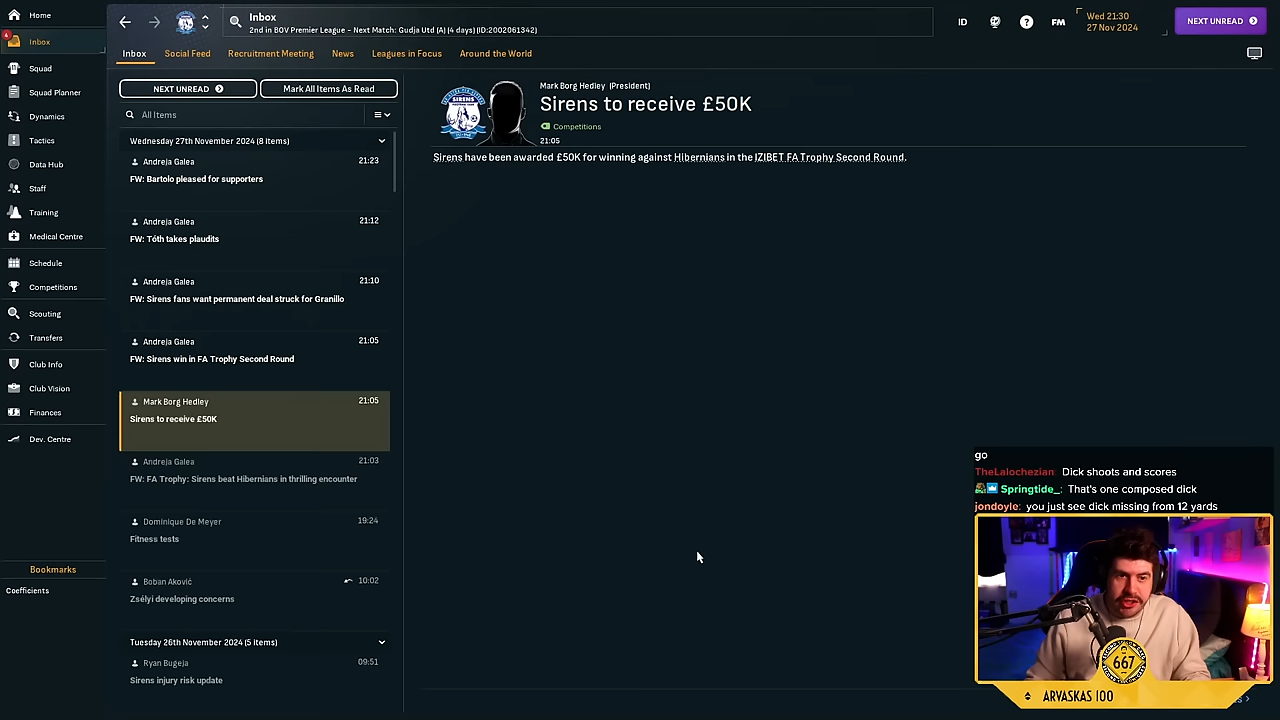 Home
Inbox
2nd in BOV Premier League - Next Match: Gudja Utd (A) (4 days) (ID:2002061342)
ID
FM
Wed 21:30
27 Nov 2024
NEXT UNREAD
4
Inbox
Squad
Squad Planner
Dynamics
Tactics
Data Hub
Staff
Training
Medical Centre
Schedule
Competitions
Scouting
Transfers
Club Info
Club Vision
Finances
Dev. Centre
Bookmarks
Coefficients
Inbox
Social Feed
Recruitment Meeting
News
Leagues in Focus
Around the World
NEXT UNREAD
Mark All Items As Read
All Items
Wednesday 27th November 2024 (8 Items)
Andreja Galea 21:23
FW: Bartolo pleased for supporters
Andreja Galea 21:12
FW: Tóth takes plaudits
Andreja Galea 21:10
FW: Sirens fans want permanent deal struck for Granillo
Andreja Galea 21:05
FW: Sirens win in FA Trophy Second Round
Mark Borg Hedley 21:05
Sirens to receive £50K
Andreja Galea 21:03
FW: FA Trophy: Sirens beat Hibernians in thrilling encounter
Dominique De Meyer 19:24
Fitness tests
Boban Aković 10:02
Zsélyi developing concerns
Tuesday 26th November 2024 (5 Items)
Ryan Bugeja 09:51
Sirens injury risk update
SIRENS
Mark Borg Hedley (President)
Sirens to receive £50K
Competitions
21:05
Sirens have been awarded £50K for winning against Hibernians in the IZIBET FA Trophy Second Round.
go
TheLalochezian: Dick shoots and scores
Springtide_: That's one composed dick
jondoyle: you just see dick missing from 12 yards
667
ARVASKAS 100